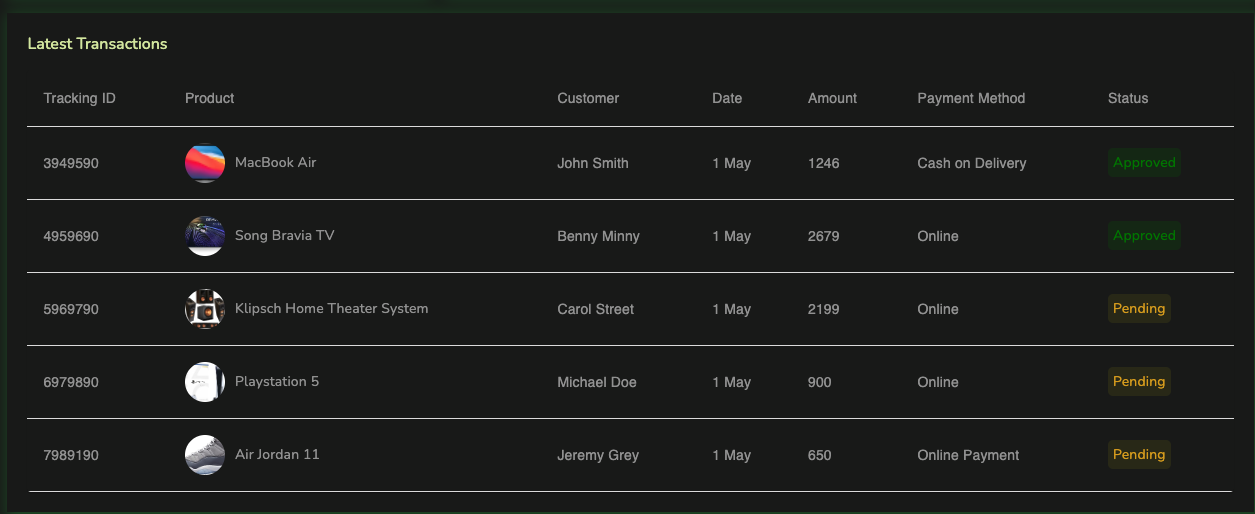 Latest Transactions
Tracking ID Product Customer Date Amount Payment Method Status
3949590 MacBook Air John Smith 1 May 1246 Cash on Delivery Approved
4959690 Song Bravia TV Benny Minny 1 May 2679 Online Approved
5969790 Klipsch Home Theater System Carol Street 1 May 2199 Online Pending
6979890 Playstation 5 Michael Doe 1 May 900 Online Pending
7989190 Air Jordan 11 Jeremy Grey 1 May 650 Online Payment Pending